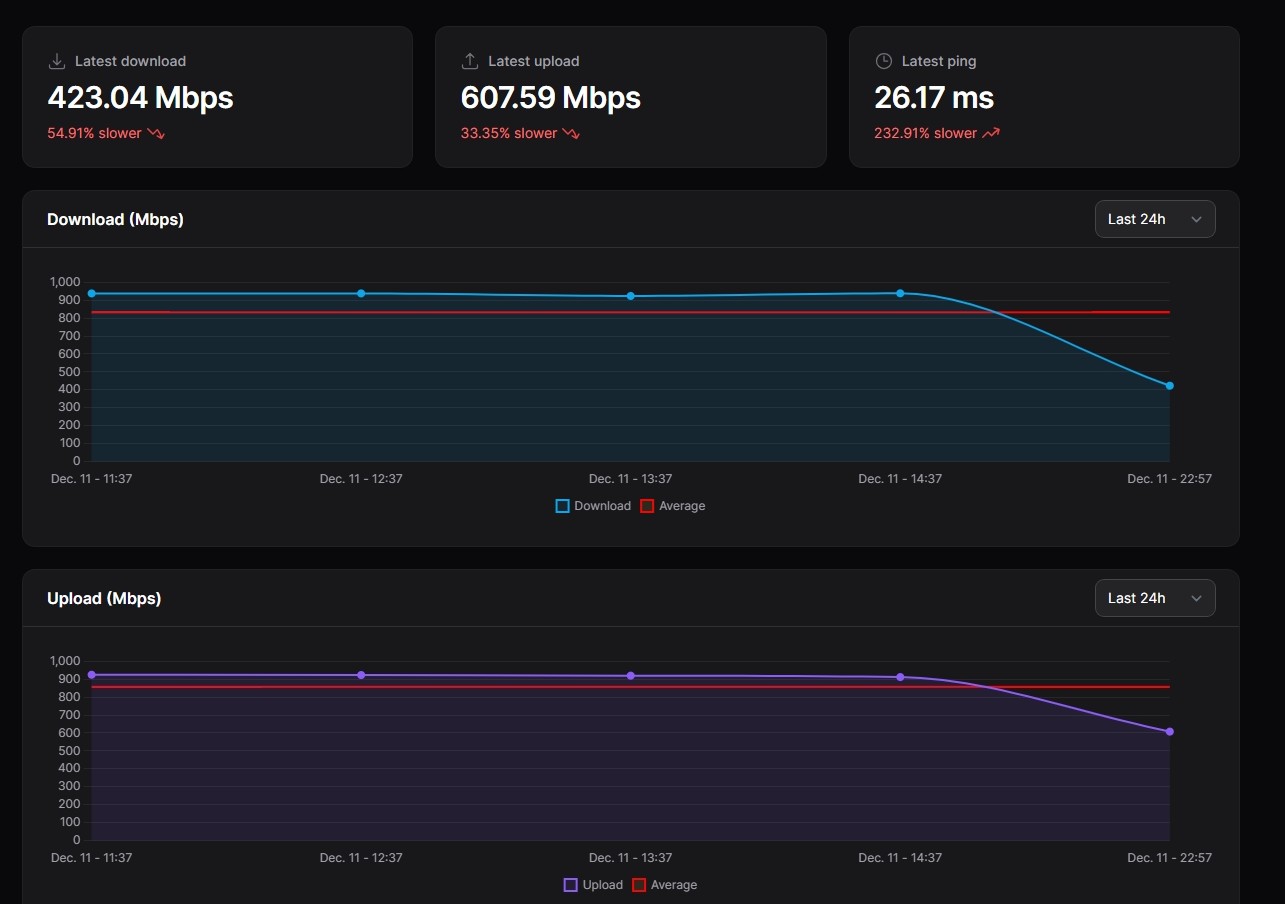 Latest download
423.04 Mbps
54.91% slower
Latest upload
607.59 Mbps
33.35% slower
Latest ping
26.17 ms
232.91% slower
Download (Mbps)
Last 24h
1,000
900
800
700
600
500
400
300
200
100
0
Dec. 11 - 11:37
Dec. 11 - 12:37
Dec. 11 - 13:37
Dec. 11 - 14:37
Dec. 11 - 22:57
Download
Average
Upload (Mbps)
Last 24h
1,000
900
800
700
600
500
400
300
200
100
0
Dec. 11 - 11:37
Dec. 11 - 12:37
Dec. 11 - 13:37
Dec. 11 - 14:37
Dec. 11 - 22:57
Upload
Average